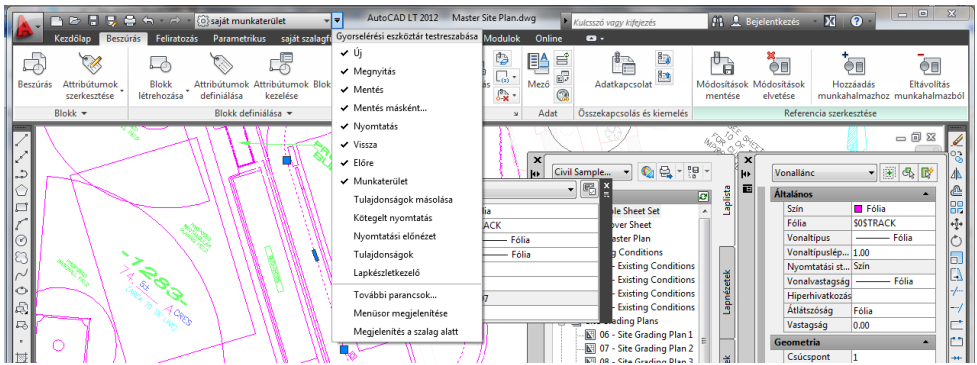 saját munkaterület
AutoCAD LT 2012 Master Site Plan.dwg
Kulcsszó vagy kifejezés
Bejelentkezés
Kezdőlap Beszúrás Feliratozás Parametrikus
Modulok Online
Gyorselérési eszköztár testreszabása
Új
Megnyitás
Mentés
Mentés másként...
Nyomtatás
Vissza
Előre
Munkaterület
Tulajdonságok másolása
Kötegelt nyomtatás
Nyomtatási előnézet
Tulajdonságok
Lapkészletkezelő
További parancsok...
Menüsor megjelenítése
Megjelenítés a szalag alatt
Beszúrás
Attribútumok szerkesztése
Blokk létrehozása
Attribútumok definiálása
Attribútumok kezelése
Mező
Adatkapcsolat
Módosítások mentése
Módosítások elvetése
Hozzáadás munkahalmazhoz
Eltávolítás munkahalmazból
Blokk
Blokk definiálása
Adat
Összekapcsolás és kiemelés
Referencia szerkesztése
-1283-
74.53 ACRES
Fólia
Fólia
Civil Sample...
Sheet Set
Existing Conditions
Existing Conditions
Existing Conditions
Existing Conditions
06 - Site Grading Plan 1
07 - Site Grading Plan 2
08 - Site Grading Plan 3
Laplista
Lapnézetek
Vonallánc
Általános
Szín Fólia
Fólia $0$TRACK
Vonaltípus Fólia
Vonaltípuslép... 1.00
Nyomtatási st... Szín
Vonalvastagság Fólia
Hiperhivatkozás
Átlátszóság Fólia
Vastagság 0.00
Geometria
Csúcspont 1